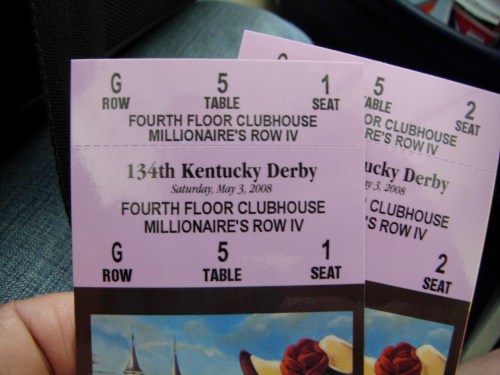 G 5 1
ROW TABLE SEAT
FOURTH FLOOR CLUBHOUSE
MILLIONAIRE'S ROW IV
134th Kentucky Derby
Saturday, May 3, 2008
FOURTH FLOOR CLUBHOUSE
MILLIONAIRE'S ROW IV
G 5 1
ROW TABLE SEAT
5 2
TABLE SEAT
CLUBHOUSE
ROW IV
Derby
3, 2008
CLUBHOUSE
ROW IV
2
SEAT